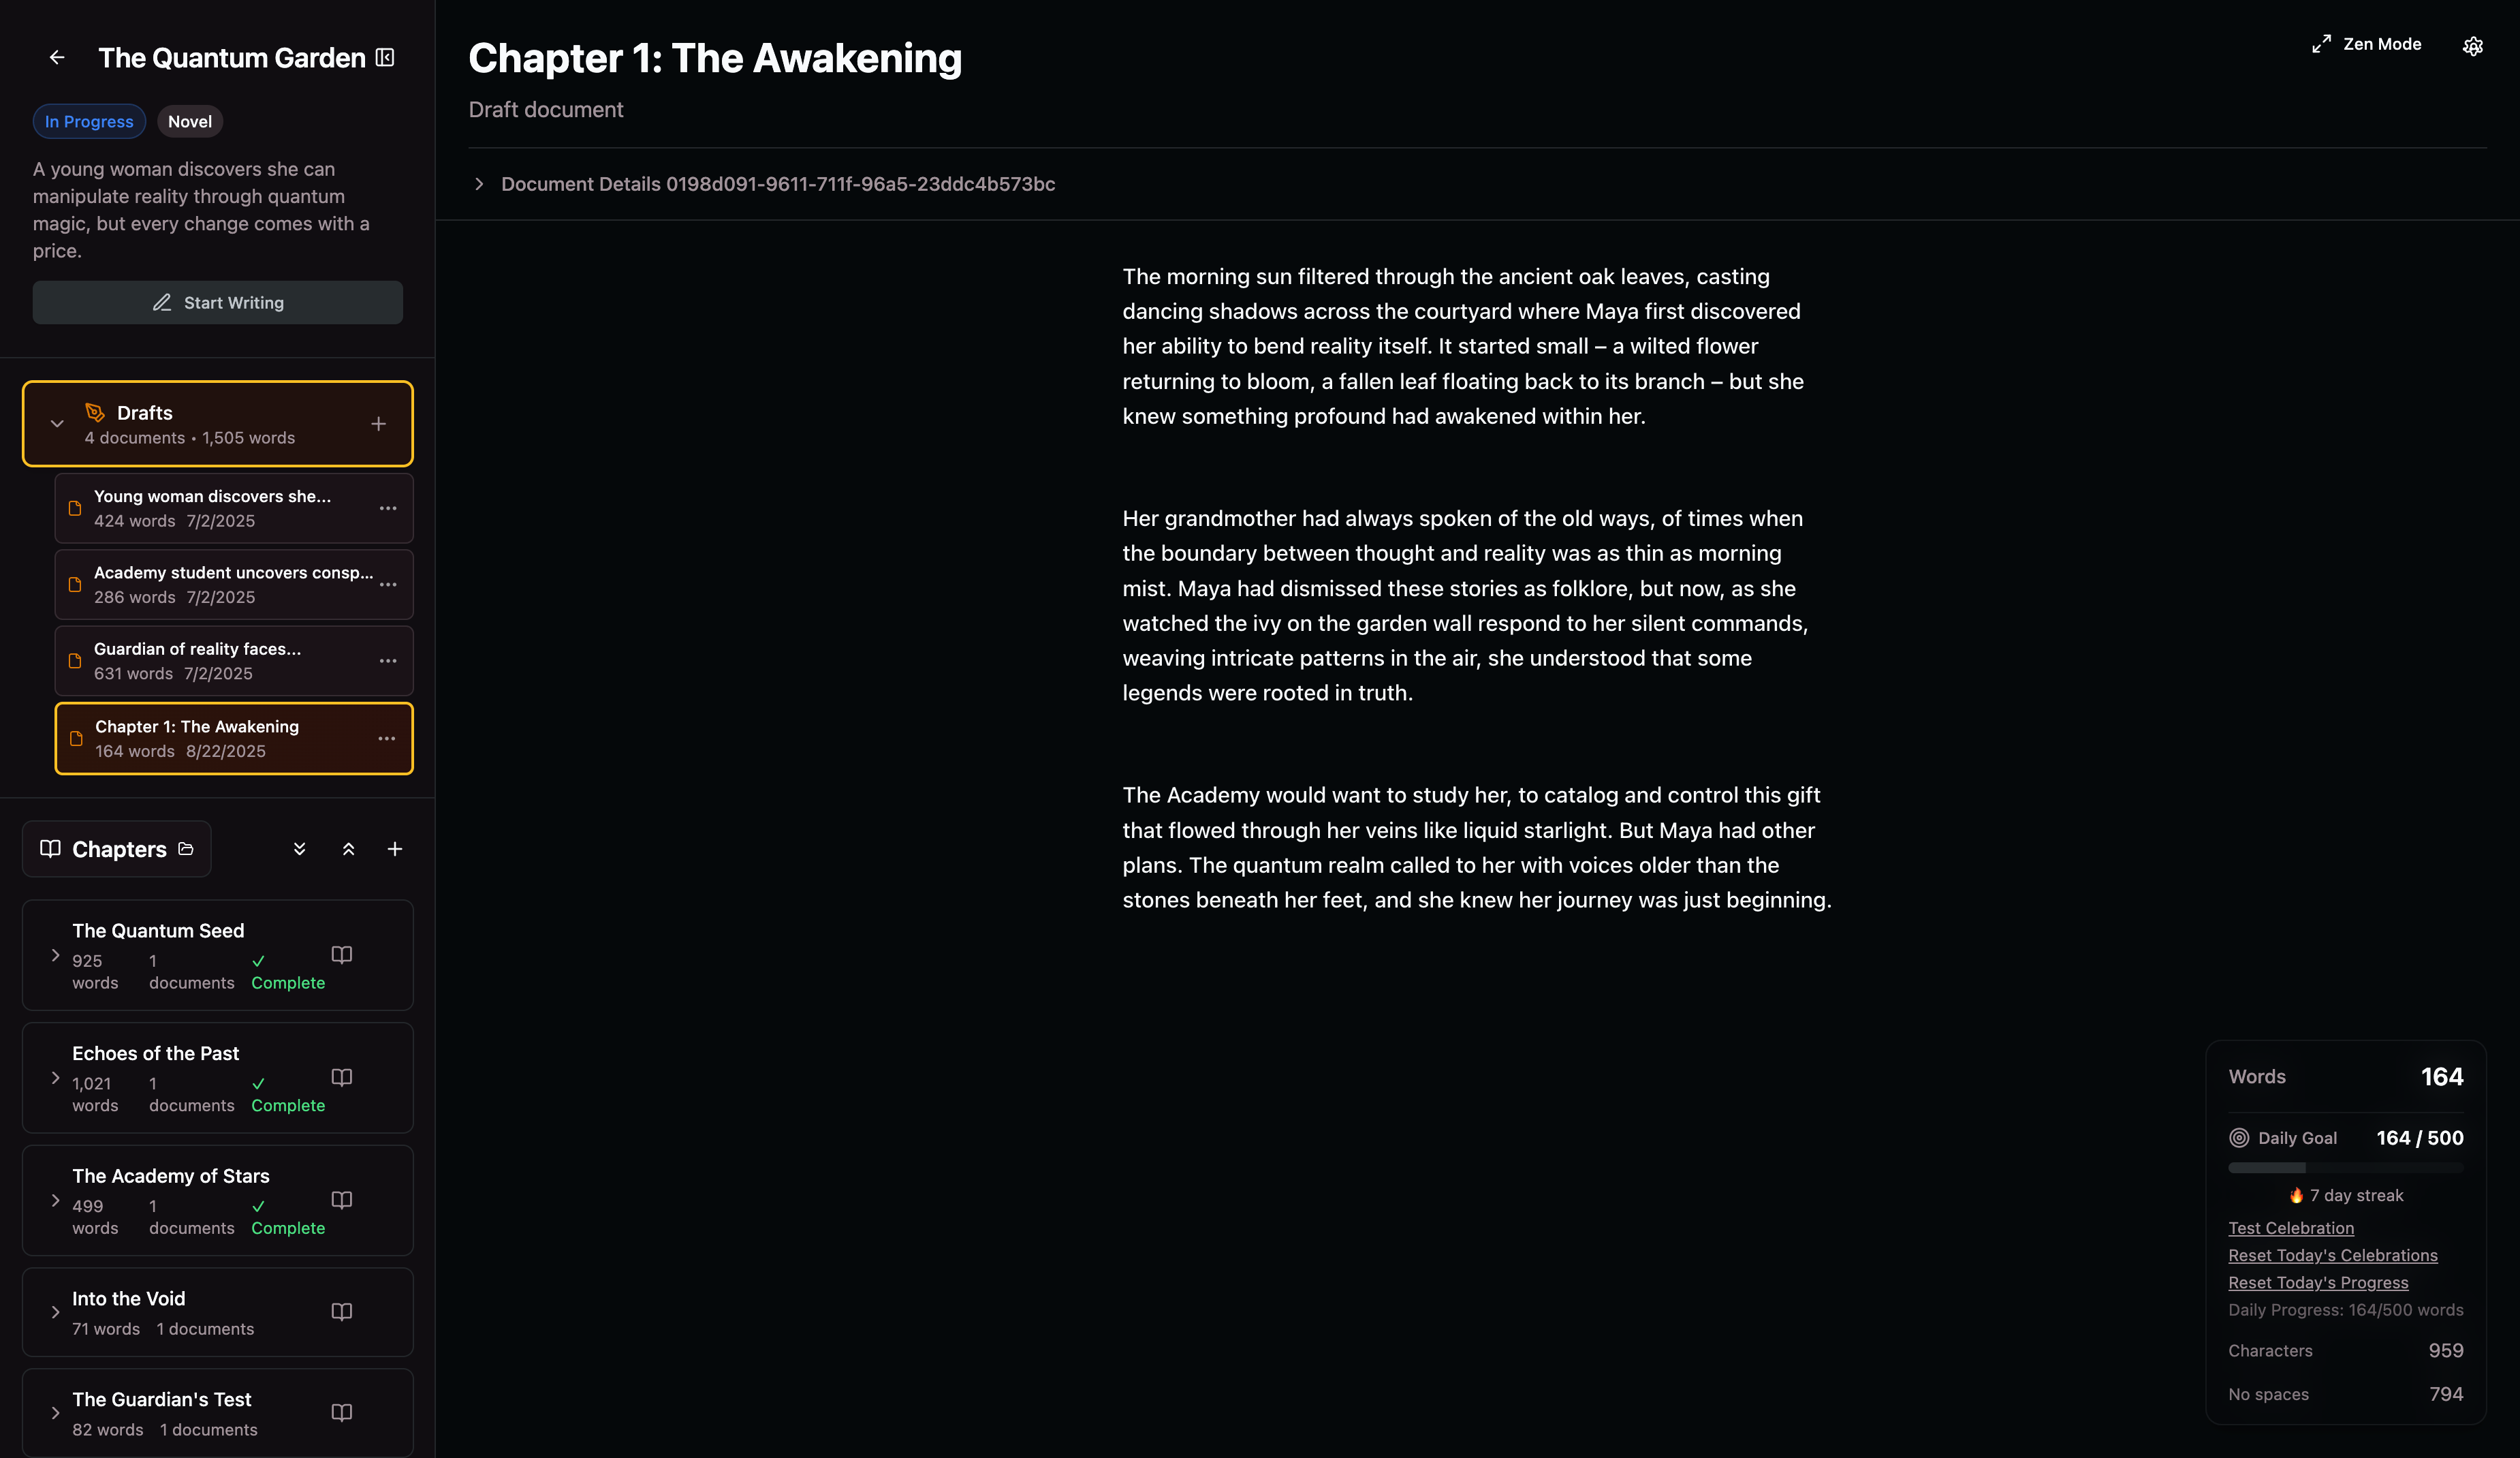 The Quantum Garden
In Progress
Novel
A young woman discovers she can
manipulate reality through quantum
magic, but every change comes with a
price.
Start Writing
Drafts
4 documents • 1,505 words
Young woman discovers she...
424 words 7/2/2025
Academy student uncovers consp...
286 words 7/2/2025
Guardian of reality faces...
631 words 7/2/2025
Chapter 1: The Awakening
164 words 8/22/2025
Chapters
The Quantum Seed
925 words
1 documents
✓ Complete
Echoes of the Past
1,021 words
1 documents
✓ Complete
The Academy of Stars
499 words
1 documents
✓ Complete
Into the Void
71 words 1 documents
The Guardian's Test
82 words 1 documents
Chapter 1: The Awakening
Draft document
Zen Mode
Document Details 0198d091-9611-711f-96a5-23ddc4b573bc
The morning sun filtered through the ancient oak leaves, casting
dancing shadows across the courtyard where Maya first discovered
her ability to bend reality itself. It started small – a wilted flower
returning to bloom, a fallen leaf floating back to its branch – but she
knew something profound had awakened within her.
Her grandmother had always spoken of the old ways, of times when
the boundary between thought and reality was as thin as morning
mist. Maya had dismissed these stories as folklore, but now, as she
watched the ivy on the garden wall respond to her silent commands,
weaving intricate patterns in the air, she understood that some
legends were rooted in truth.
The Academy would want to study her, to catalog and control this gift
that flowed through her veins like liquid starlight. But Maya had other
plans. The quantum realm called to her with voices older than the
stones beneath her feet, and she knew her journey was just beginning.
Words 164
Daily Goal 164 / 500
🔥 7 day streak
Test Celebration
Reset Today's Celebrations
Reset Today's Progress
Daily Progress: 164/500 words
Characters 959
No spaces 794